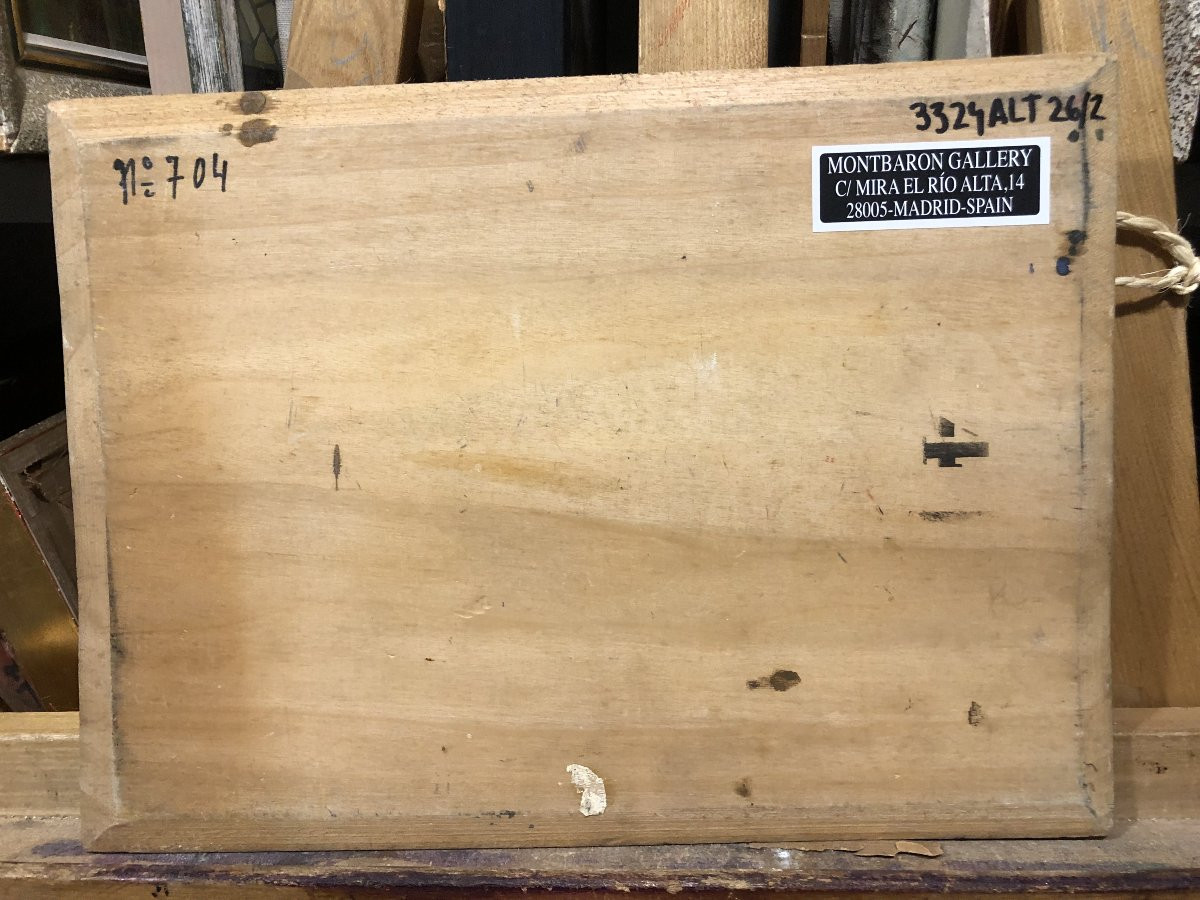 3324ALT 26/2
nº 704
MONTBARON GALLERY
C/ MIRA EL RÍO ALTA,14
28005-MADRID-SPAIN